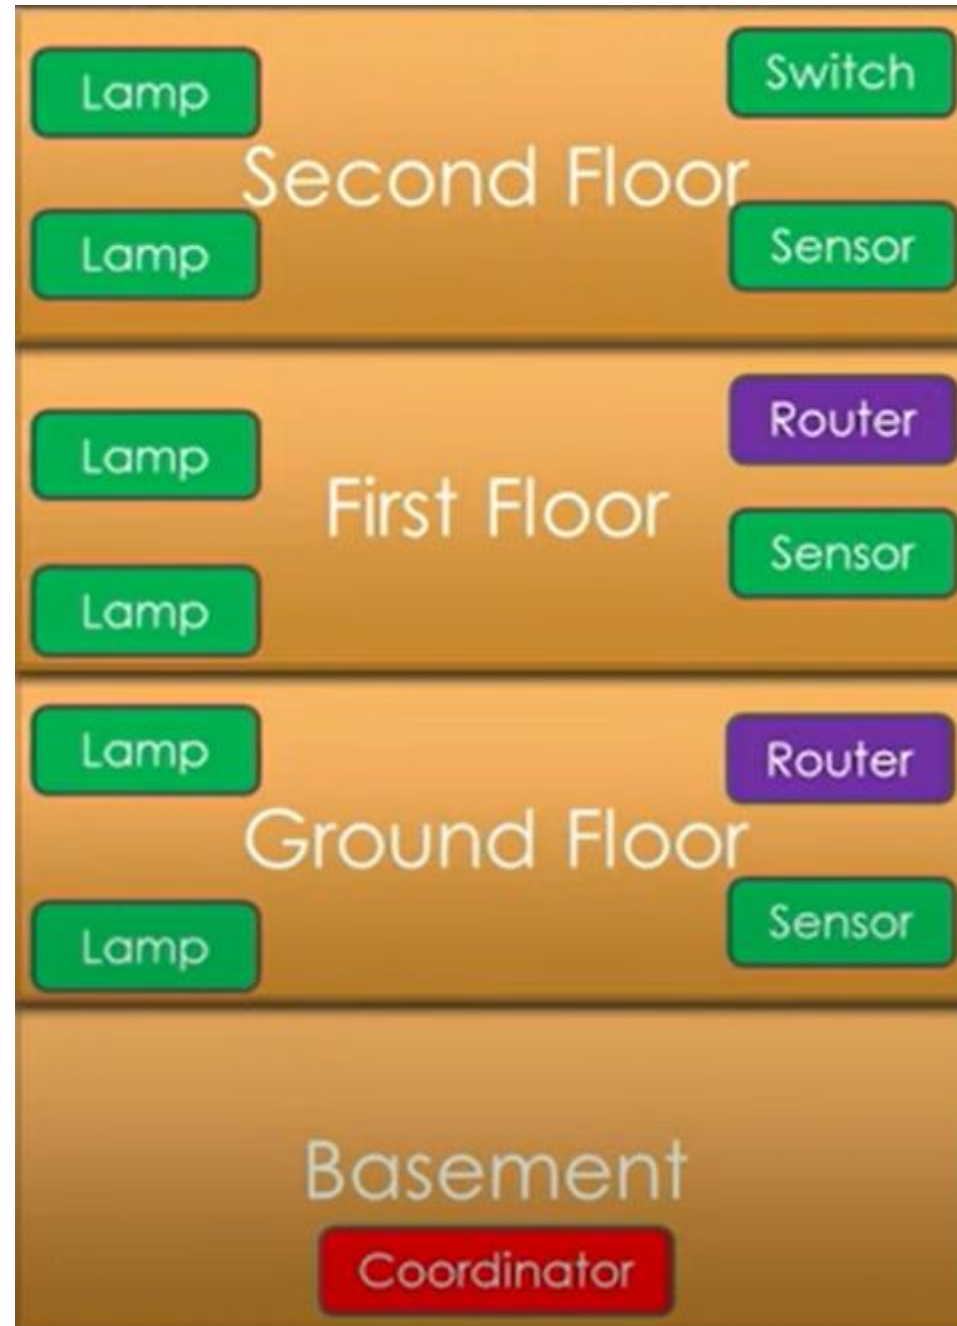 Lamp
Switch
Second Floor
Lamp
Sensor
Lamp
Router
First Floor
Lamp
Sensor
Lamp
Router
Ground Floor
Lamp
Sensor
Basement
Coordinator